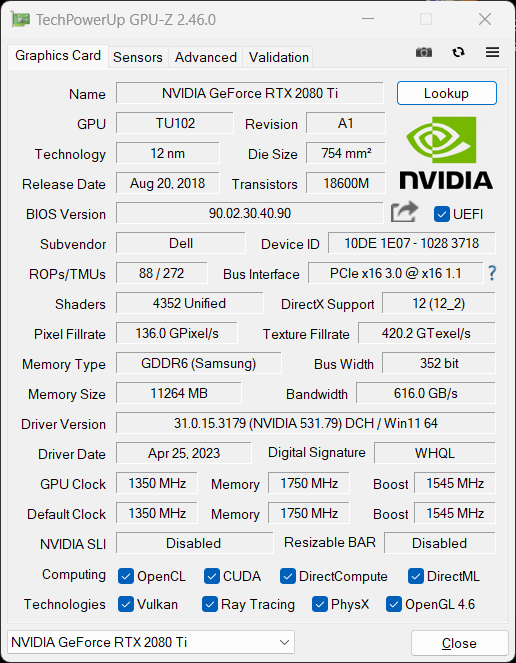 TechPowerUp GPU-Z 2.46.0
Graphics Card Sensors Advanced Validation
Name NVIDIA GeForce RTX 2080 Ti Lookup
GPU TU102 Revision A1
Technology 12 nm Die Size 754 mm²
Release Date Aug 20, 2018 Transistors 18600M
NVIDIA
BIOS Version 90.02.30.40.90 UEFI
Subvendor Dell Device ID 10DE 1E07 - 1028 3718
ROPs/TMUs 88 / 272 Bus Interface PCIe x16 3.0 @ x16 1.1 ?
Shaders 4352 Unified DirectX Support 12 (12_2)
Pixel Fillrate 136.0 GPixel/s Texture Fillrate 420.2 GTexel/s
Memory Type GDDR6 (Samsung) Bus Width 352 bit
Memory Size 11264 MB Bandwidth 616.0 GB/s
Driver Version 31.0.15.3179 (NVIDIA 531.79) DCH / Win11 64
Driver Date Apr 25, 2023 Digital Signature WHQL
GPU Clock 1350 MHz Memory 1750 MHz Boost 1545 MHz
Default Clock 1350 MHz Memory 1750 MHz Boost 1545 MHz
NVIDIA SLI Disabled Resizable BAR Disabled
Computing OpenCL CUDA DirectCompute DirectML
Technologies Vulkan Ray Tracing PhysX OpenGL 4.6
NVIDIA GeForce RTX 2080 Ti Close